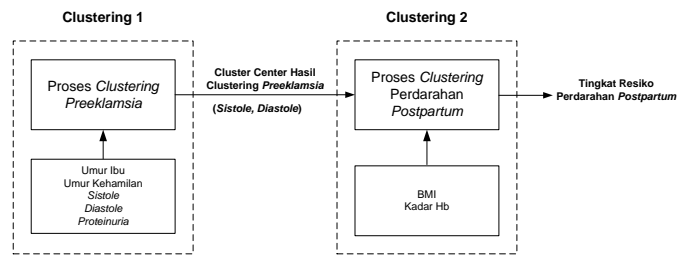 Clustering 1
Clustering 2
Proses Clustering
Preeklamsia
Umur Ibu
Umur Kehamilan
Sistole
Diastole
Proteinuria
Cluster Center Hasil
Clustering Preeklamsia
(Sistole, Diastole)
Proses Clustering
Perdarahan
Postpartum
BMI
Kadar Hb
Tingkat Resiko
Perdarahan Postpartum